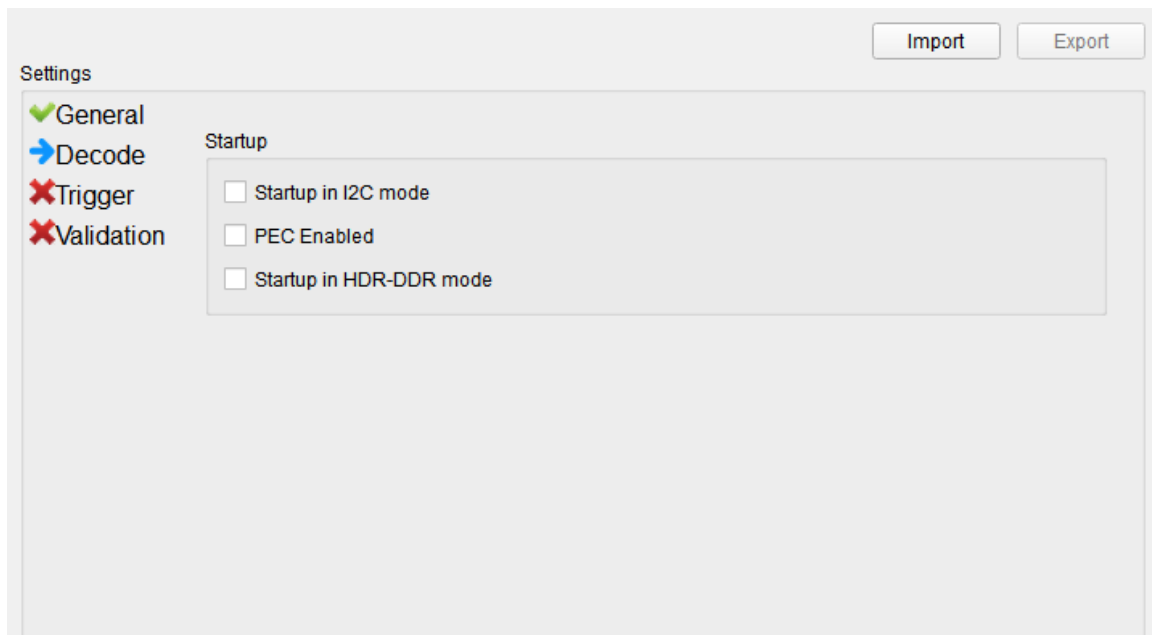 Import Export
Settings
General
Decode
Trigger
Validation
Startup
Startup in I2C mode
PEC Enabled
Startup in HDR-DDR mode